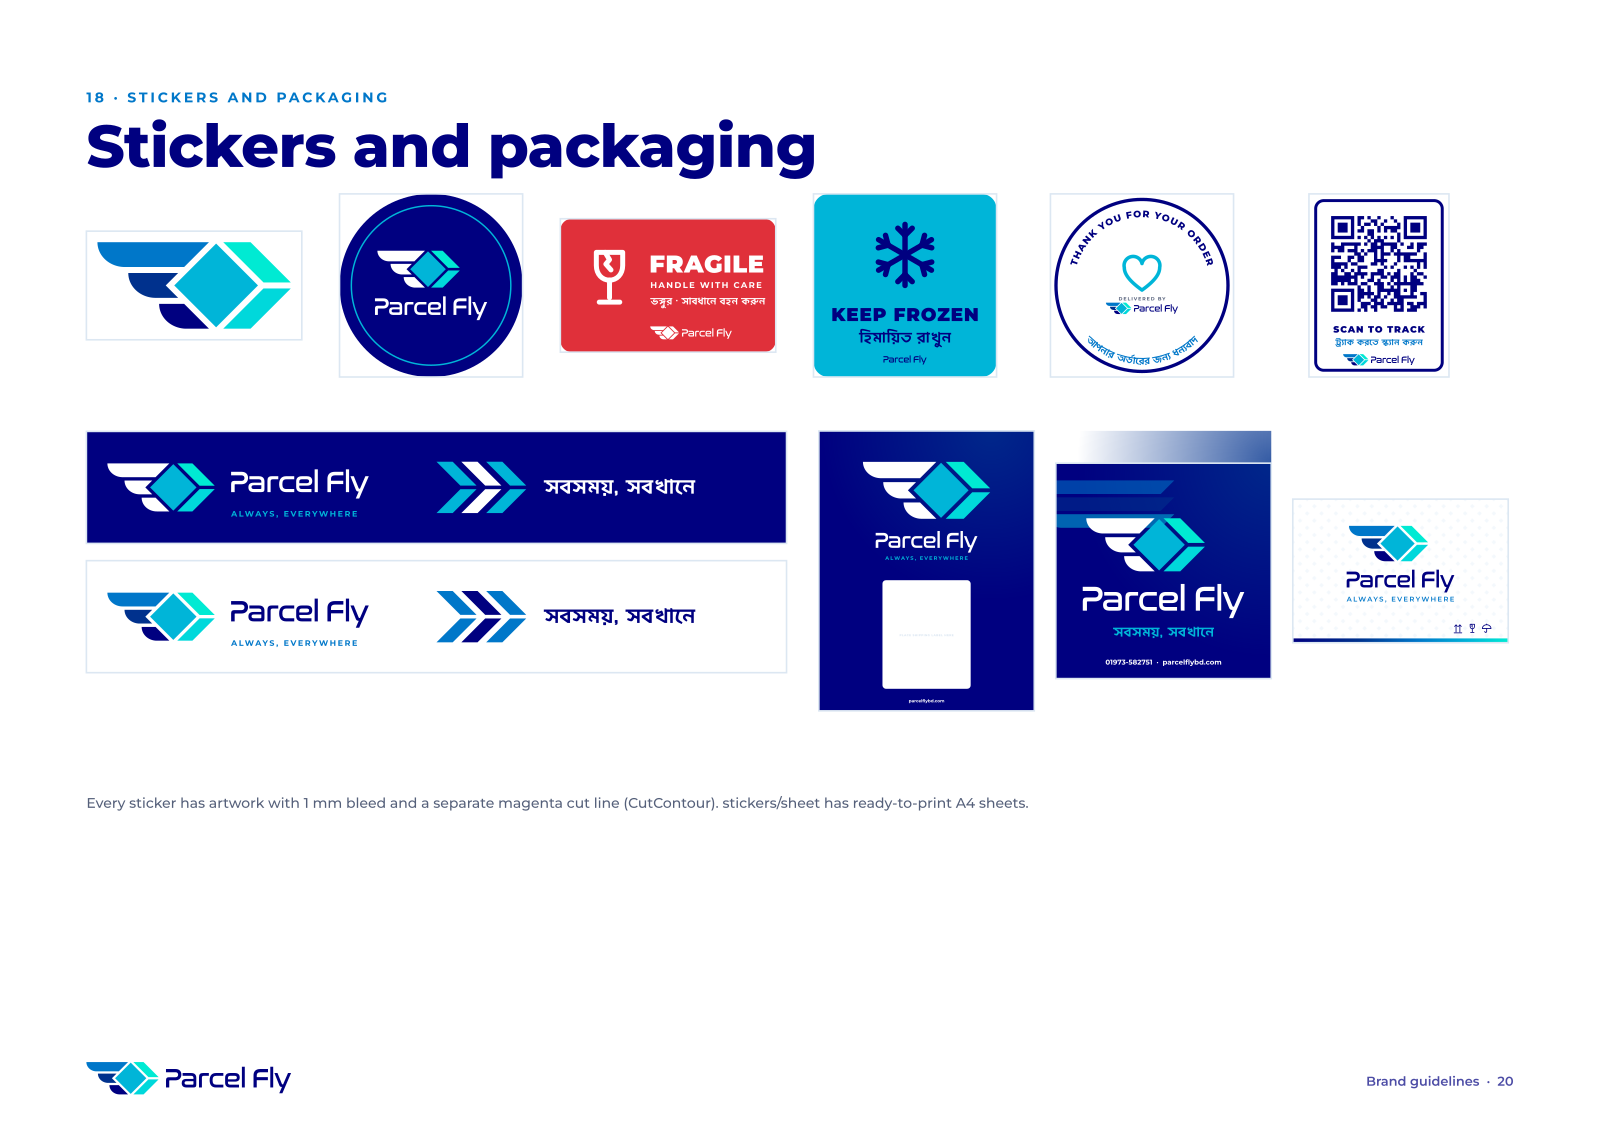 18 · STICKERS AND PACKAGING
Stickers and packaging
Parcel Fly
FRAGILE
HANDLE WITH CARE
ভঙ্গুর · সাবধানে বহন করুন
Parcel Fly
KEEP FROZEN
হিমায়িত রাখুন
Parcel Fly
THANK YOU FOR YOUR ORDER
DELIVERED BY
Parcel Fly
আপনার অর্ডারের জন্য ধন্যবাদ
SCAN TO TRACK
ট্র্যাক করতে স্ক্যান করুন
Parcel Fly
Parcel Fly
ALWAYS, EVERYWHERE
সবসময়, সবখানে
Parcel Fly
ALWAYS, EVERYWHERE
সবসময়, সবখানে
Parcel Fly
ALWAYS, EVERYWHERE
parcelflybd.com
Parcel Fly
সবসময়, সবখানে
01973-582751 · parcelflybd.com
Parcel Fly
ALWAYS, EVERYWHERE
Every sticker has artwork with 1 mm bleed and a separate magenta cut line (CutContour). stickers/sheet has ready-to-print A4 sheets.
Parcel Fly
Brand guidelines · 20